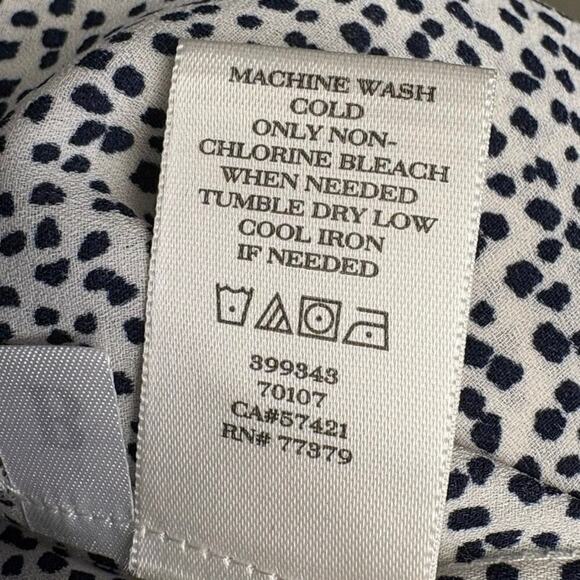 MACHINE WASH
COLD
ONLY NON-
CHLORINE BLEACH
WHEN NEEDED
TUMBLE DRY LOW
COOL IRON
IF NEEDED
399343
70107
CA#57421
RN# 77379